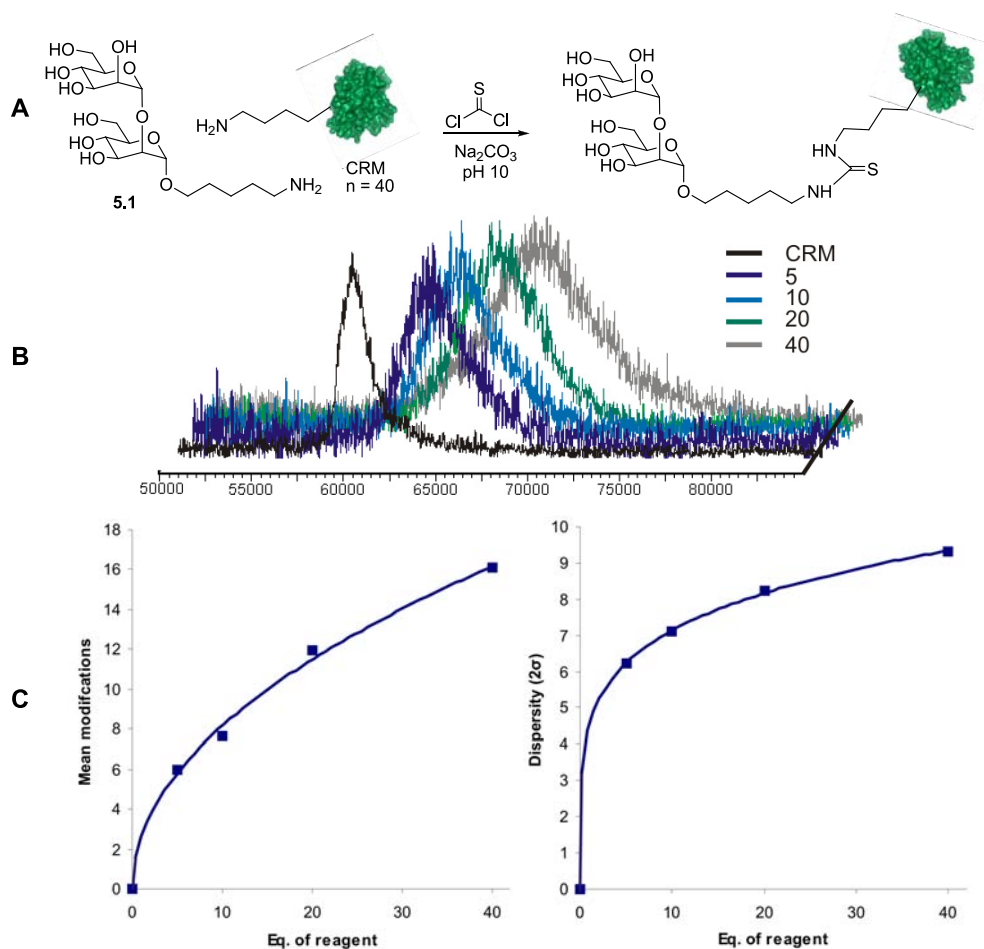 A
HO
OH
HO
HO
O
O
HO
HO
HO
O
O
5.1
NH2
H2N
CRM
n = 40
S
Cl
Cl
Na2CO3
pH 10
HO
OH
HO
HO
O
O
HO
HO
HO
O
O
NH
HN
S
B
CRM
5
10
20
40
50000 55000 60000 65000 70000 75000 80000
C
Mean modifcations
18
16
14
12
10
8
6
4
2
0
0 10 20 30 40
Eq. of reagent
Dispersity (2σ)
10
9
8
7
6
5
4
3
2
1
0
0 10 20 30 40
Eq. of reagent